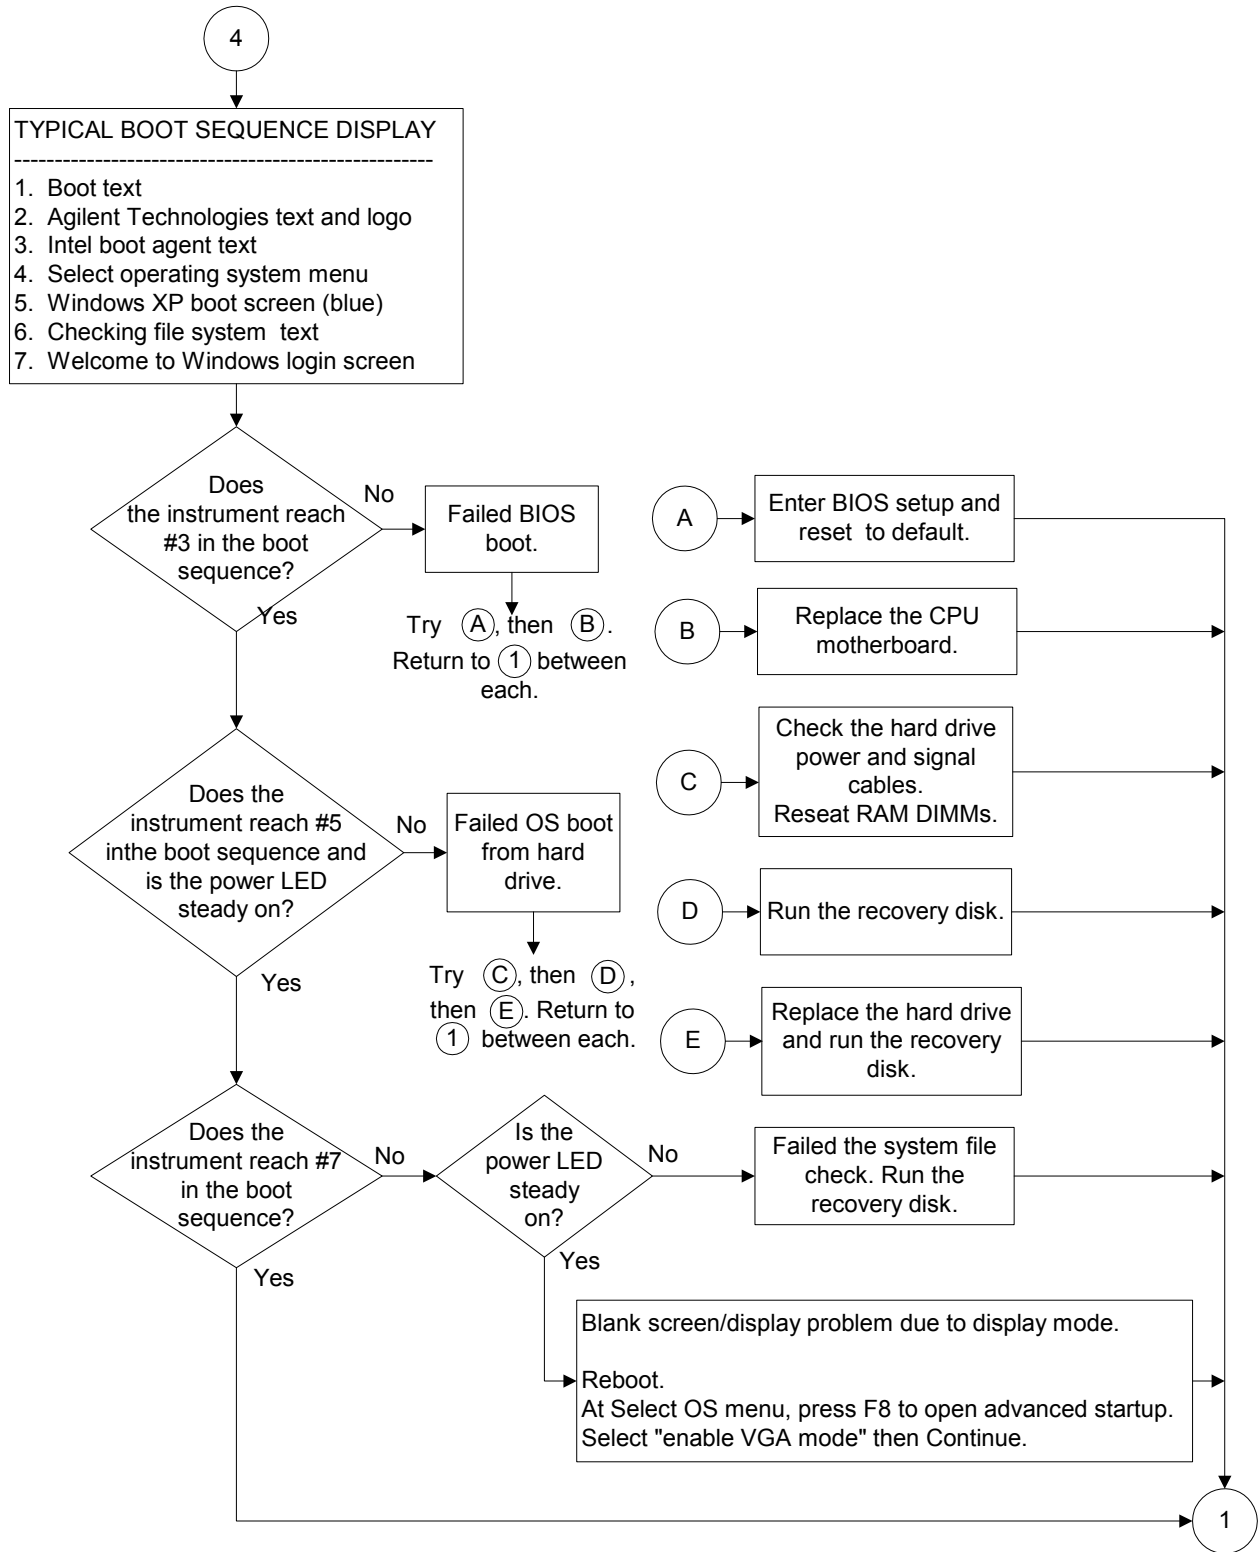 4
TYPICAL BOOT SEQUENCE DISPLAY
----------------------------------------------------
1. Boot text
2. Agilent Technologies text and logo
3. Intel boot agent text
4. Select operating system menu
5. Windows XP boot screen (blue)
6. Checking file system text
7. Welcome to Windows login screen
Does
the instrument reach
#3 in the boot
sequence?
No
Yes
Failed BIOS
boot.
Try A, then B.
Return to 1 between
each.
A
Enter BIOS setup and
reset to default.
B
Replace the CPU
motherboard.
C
Check the hard drive
power and signal
cables.
Reseat RAM DIMMs.
Does the
instrument reach #5
inthe boot sequence and
is the power LED
steady on?
No
Yes
Failed OS boot
from hard
drive.
Try C, then D,
then E. Return to
1 between each.
D
Run the recovery disk.
E
Replace the hard drive
and run the recovery
disk.
Does the
instrument reach #7
in the boot
sequence?
No
Yes
Is the
power LED
steady
on?
No
Yes
Failed the system file
check. Run the
recovery disk.
Blank screen/display problem due to display mode.
Reboot.
At Select OS menu, press F8 to open advanced startup.
Select "enable VGA mode" then Continue.
1